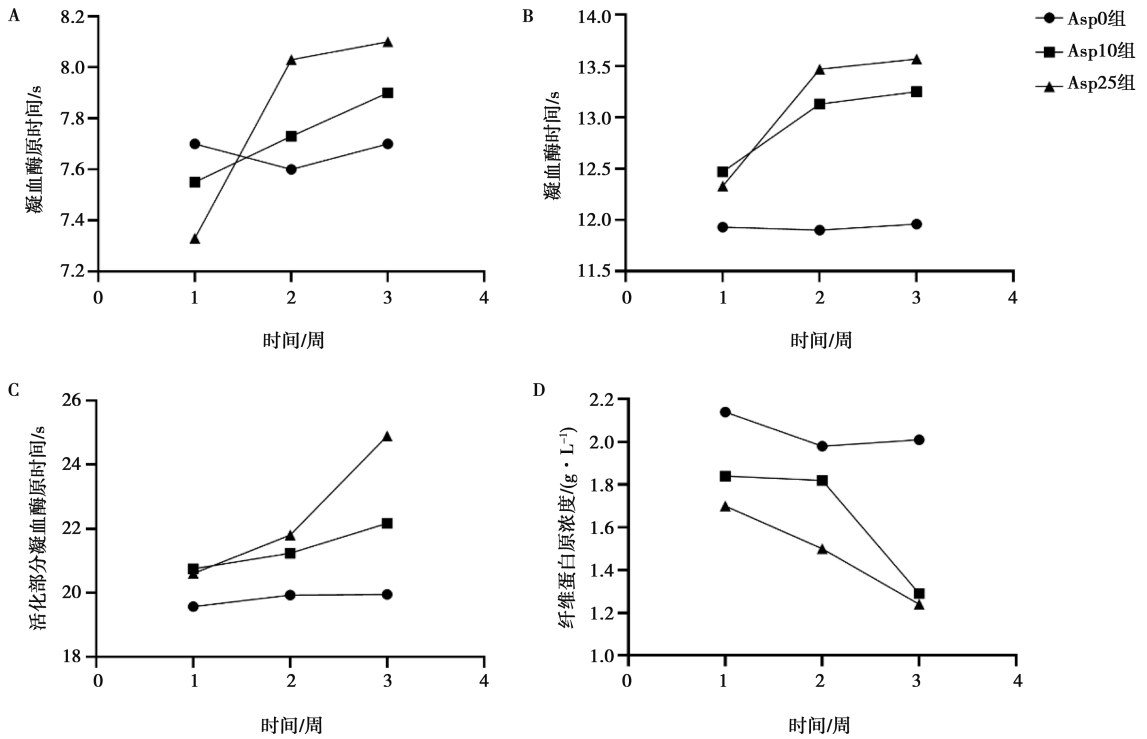 A
8.2
8.0
7.8
7.6
7.4
7.2
凝血酶原时间/s
0 1 2 3 4
时间/周
B
14.0
13.5
13.0
12.5
12.0
11.5
凝血酶时间/s
0 1 2 3 4
时间/周
Asp0组
Asp10组
Asp25组
C
26
24
22
20
18
活化部分凝血酶原时间/s
0 1 2 3 4
时间/周
D
2.2
2.0
1.8
1.6
1.4
1.2
1.0
纤维蛋白原浓度/(g·L⁻¹)
0 1 2 3 4
时间/周